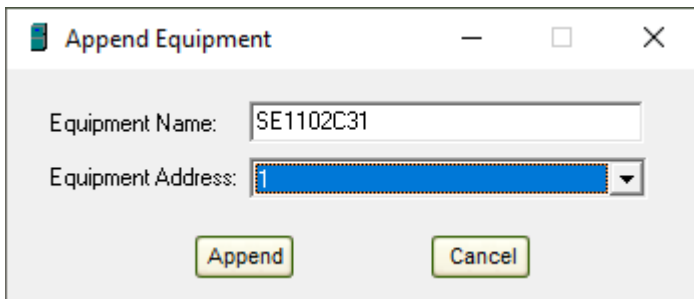 Append Equipment
Equipment Name: SE1102C31
Equipment Address: 1
Append Cancel